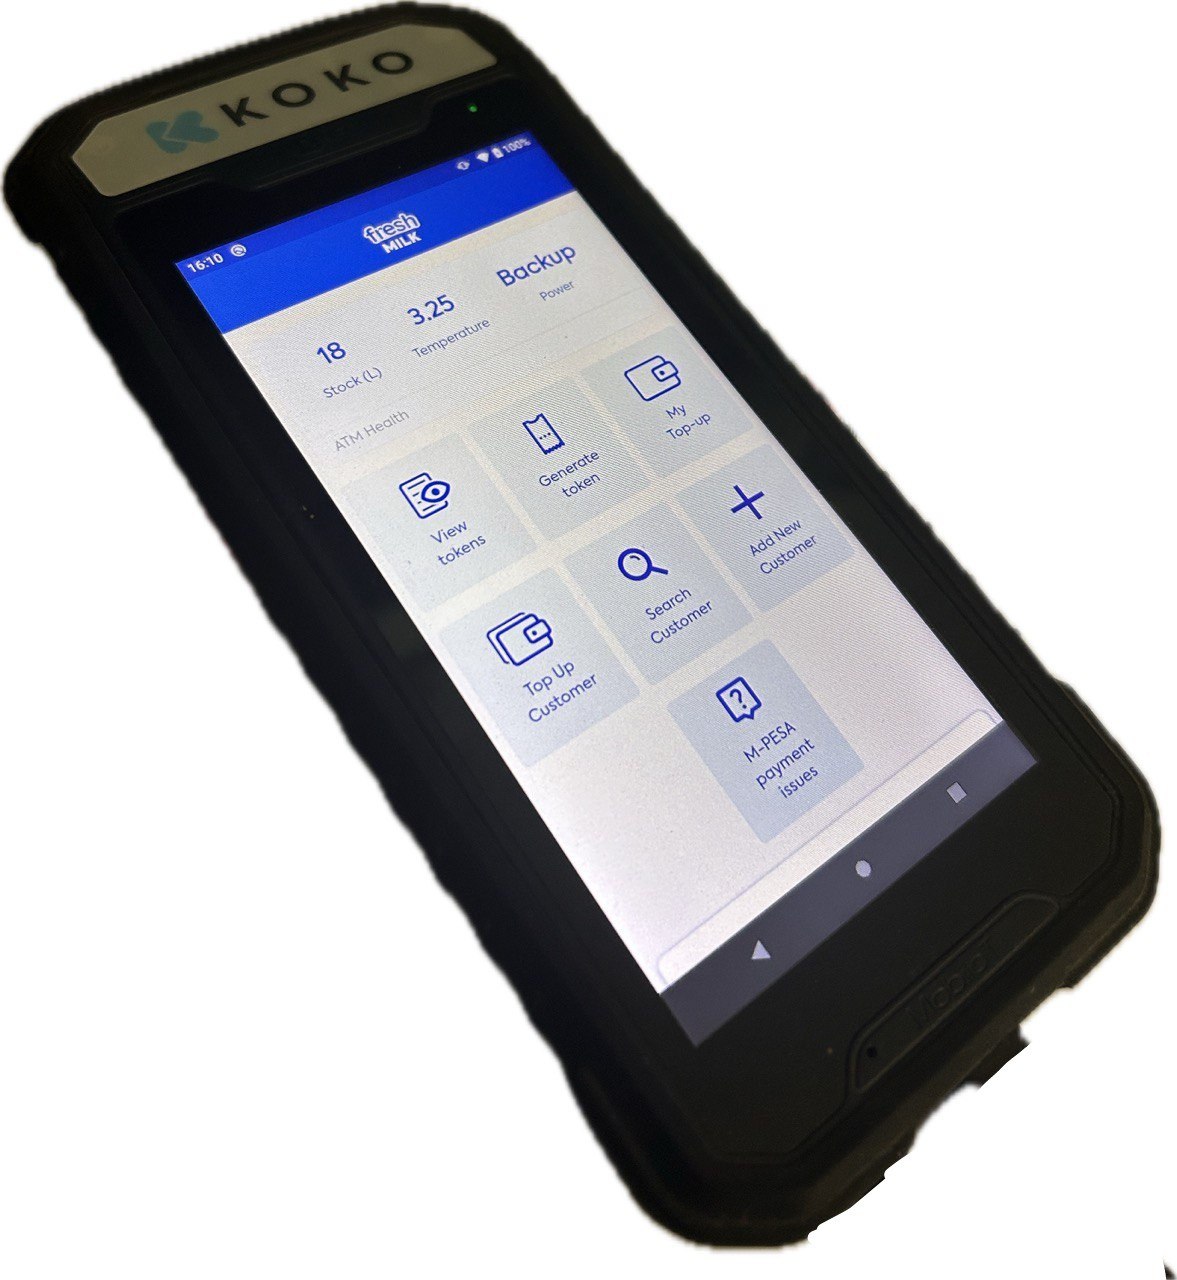 KOKO
16:10
100%
fresh
MILK
18
Stock (L)
3.25
Temperature
Backup
Power
ATM Health
View
tokens
Generate
token
My
Top-up
Top Up
Customer
Search
Customer
Add New
Customer
?
M-PESA
payment
issues